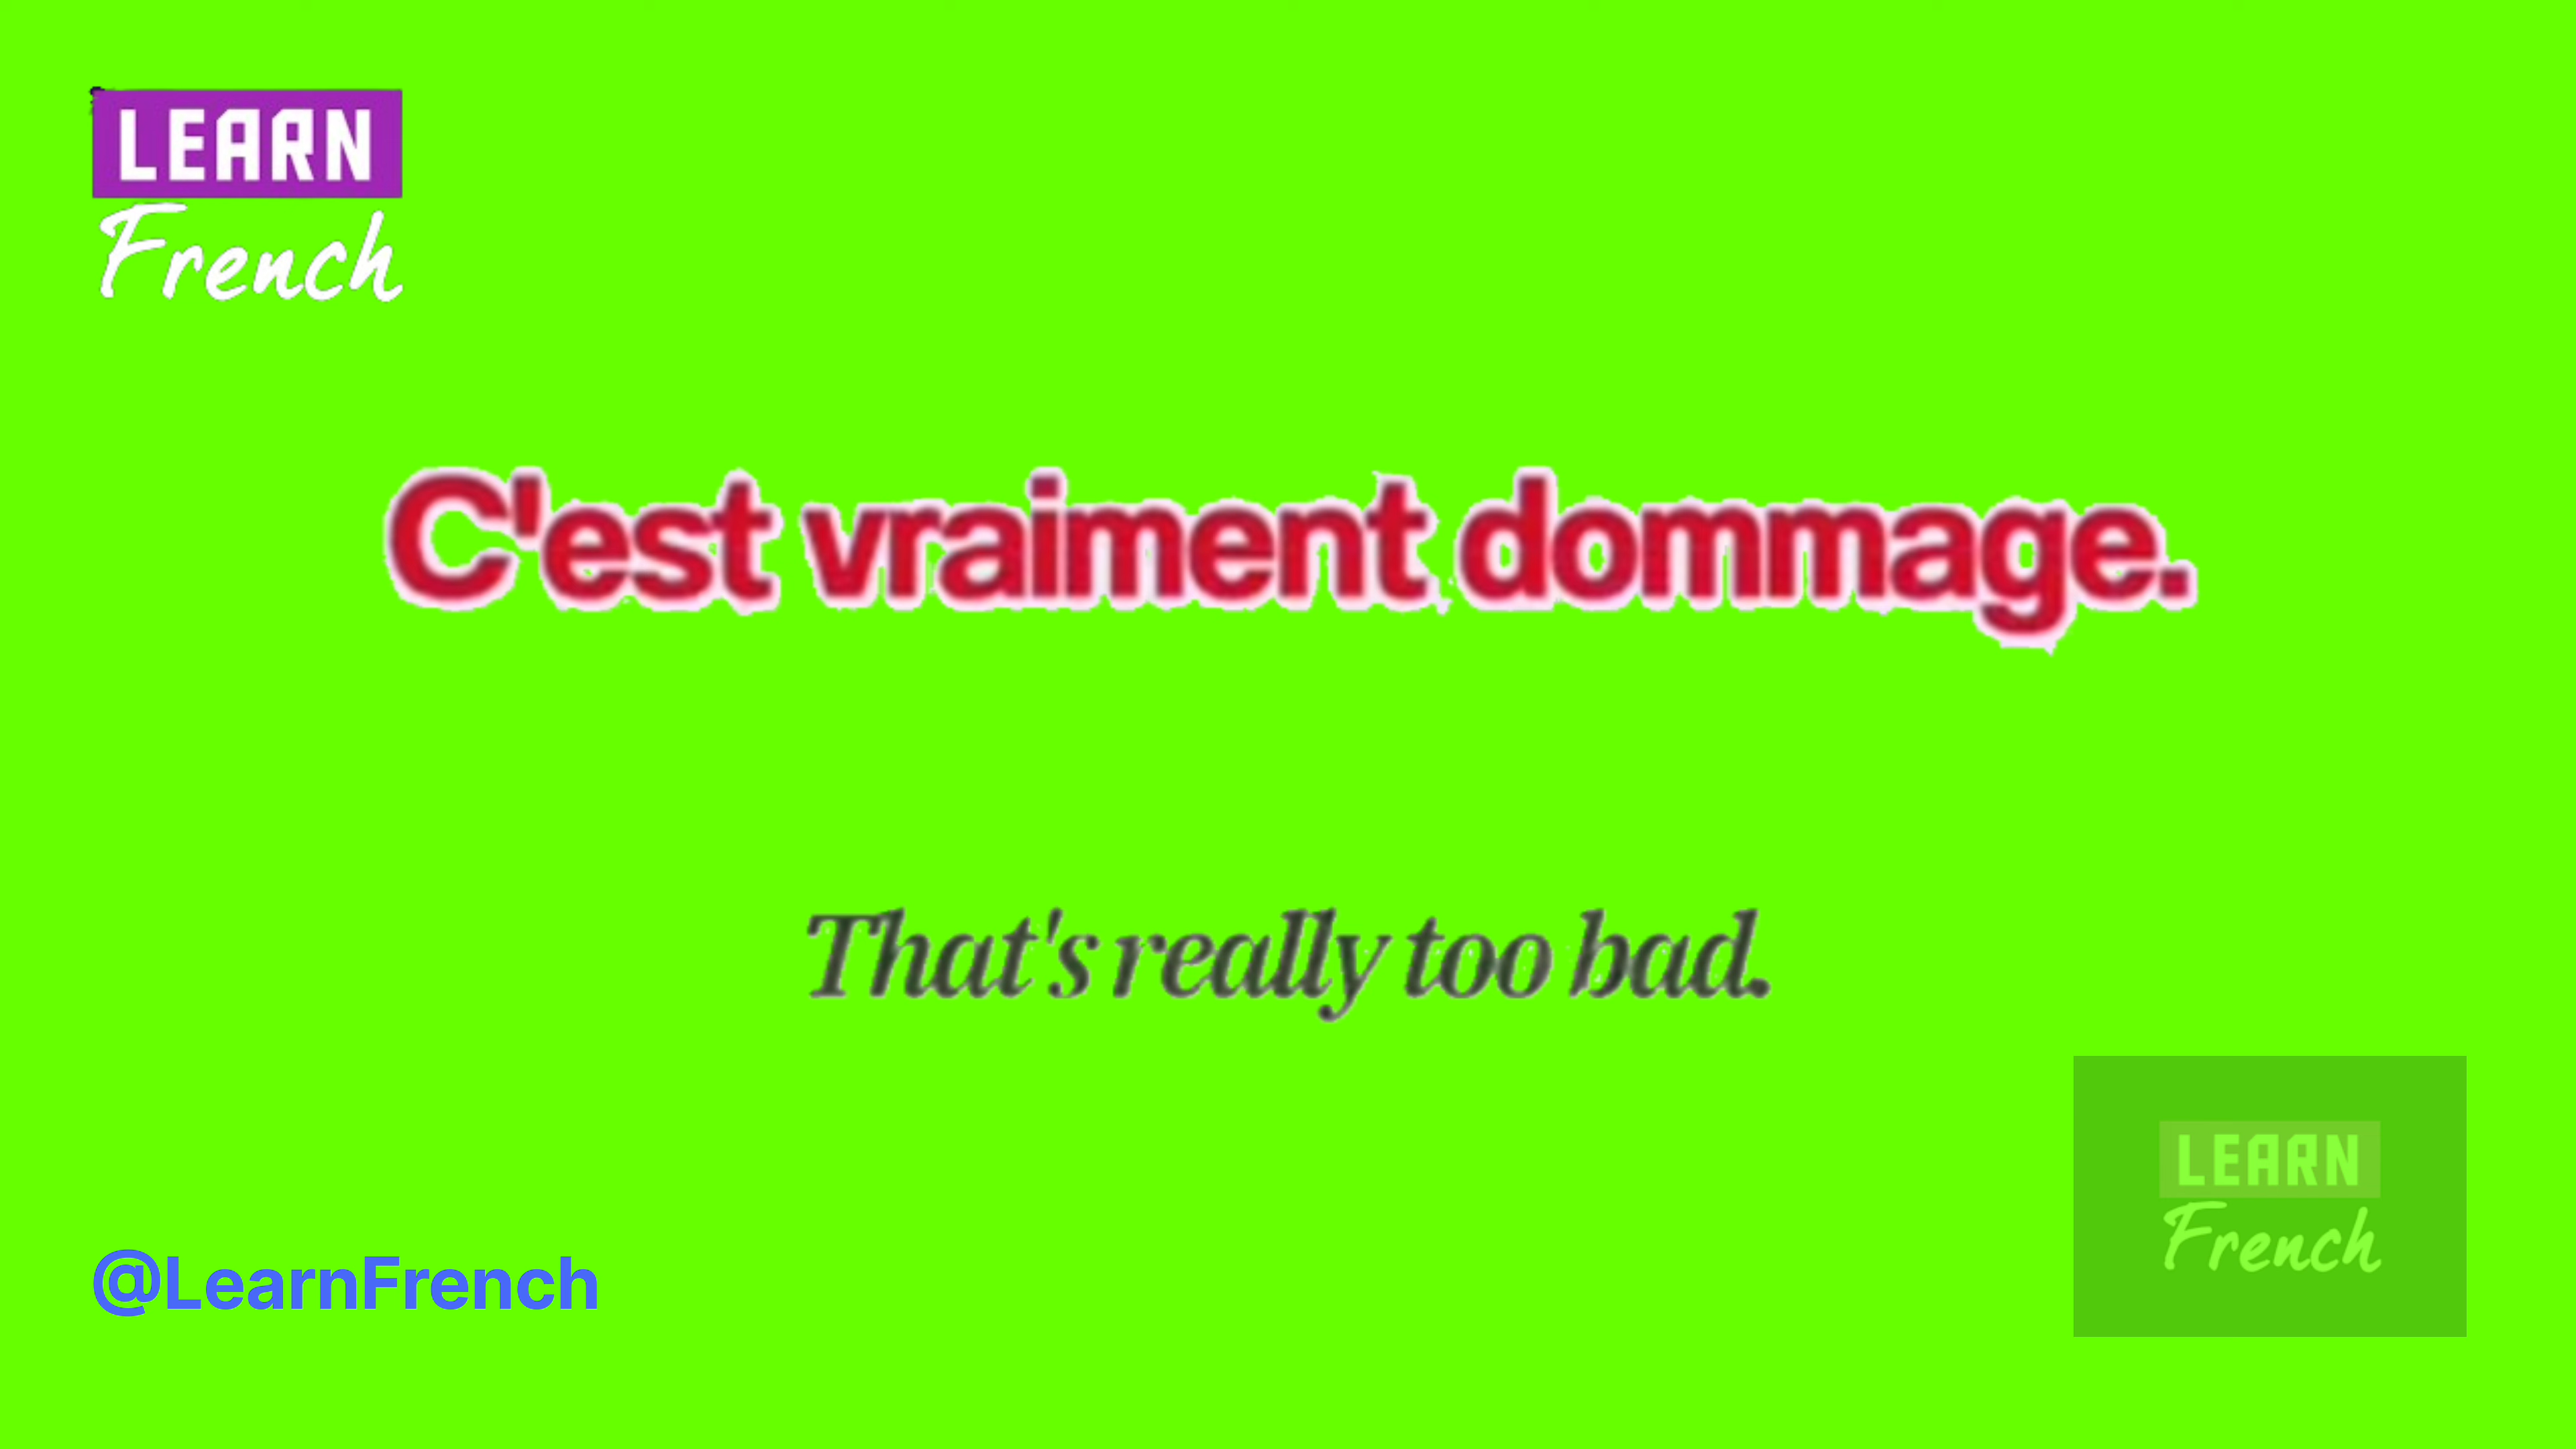 LEARN
French
C'est vraiment dommage.
That's really too bad.
LEARN
French
@LearnFrench